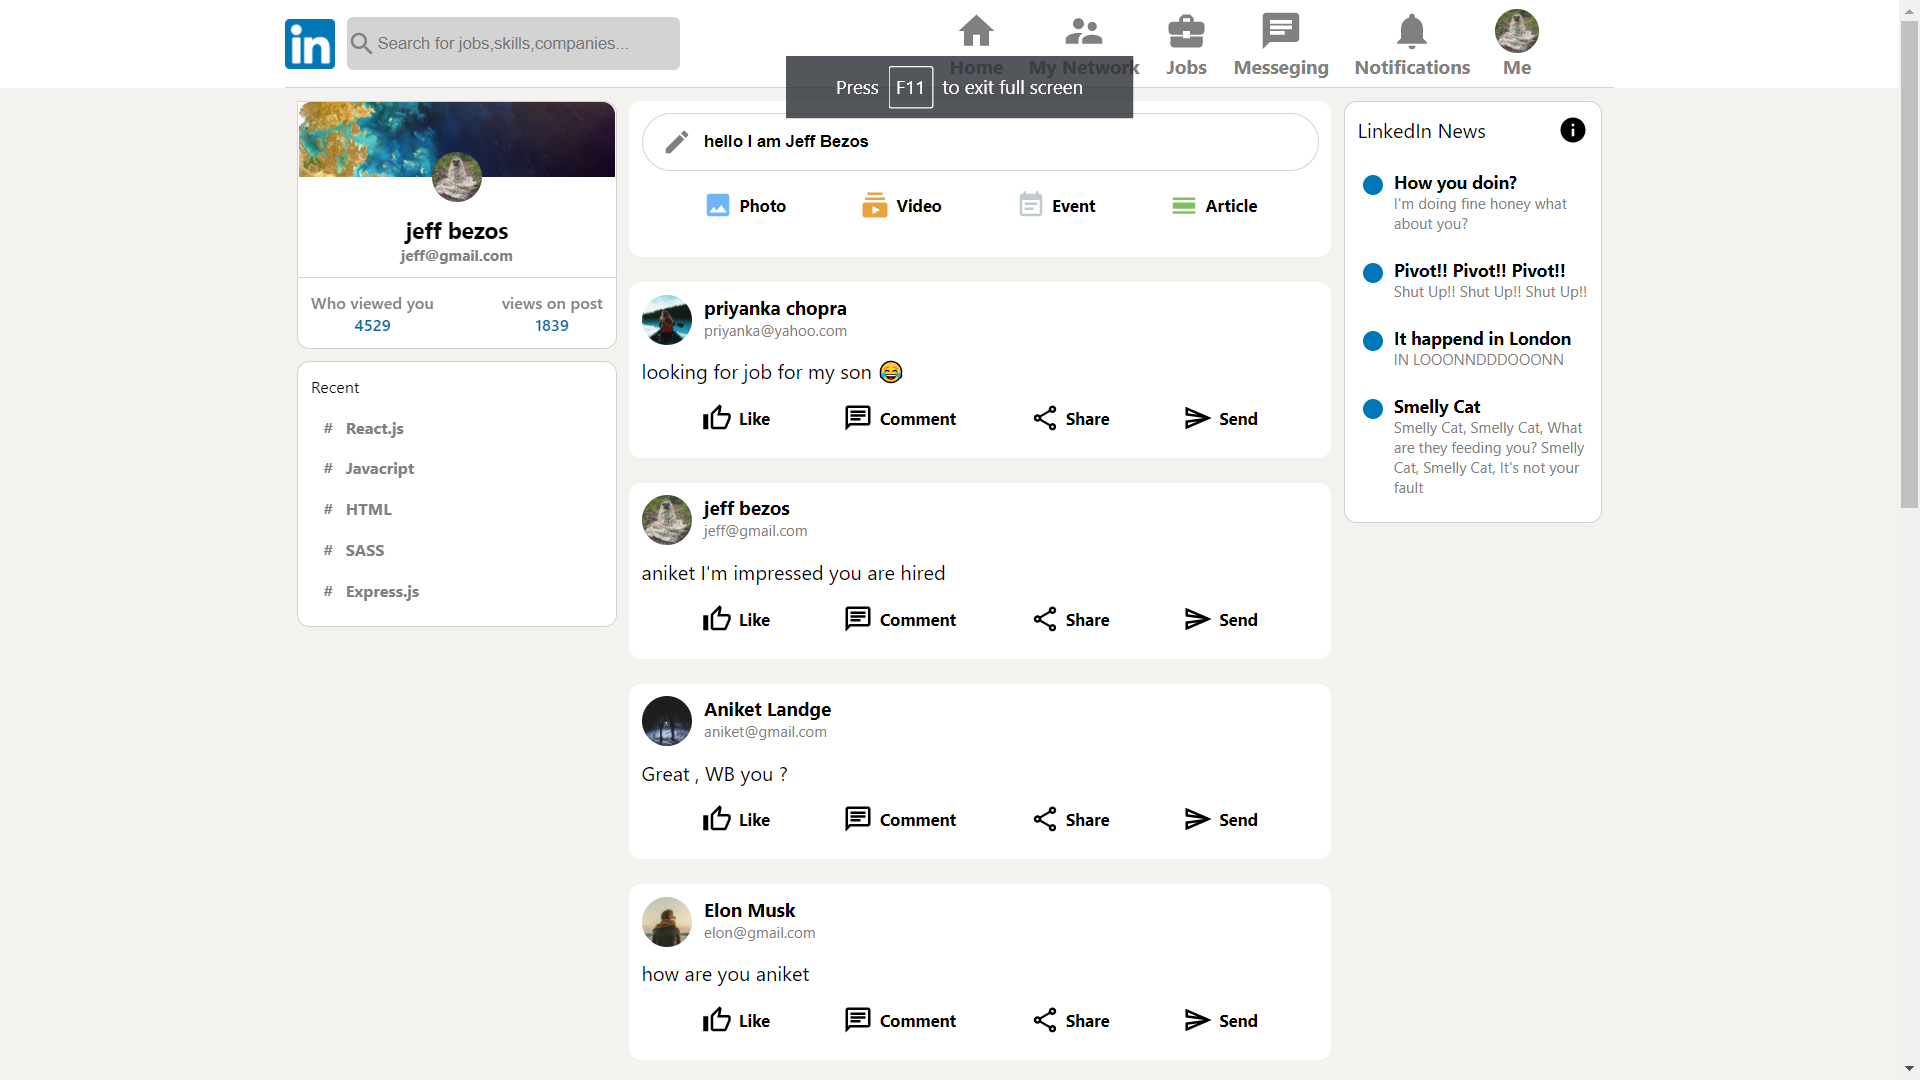 in
Search for jobs,skills,companies...
Home
My Network
Jobs
Messeging
Notifications
Me
Press F11 to exit full screen
jeff bezos
jeff@gmail.com
Who viewed you
4529
views on post
1839
Recent
# React.js
# Javacript
# HTML
# SASS
# Express.js
hello I am Jeff Bezos
Photo
Video
Event
Article
priyanka chopra
priyanka@yahoo.com
looking for job for my son 😂
Like
Comment
Share
Send
jeff bezos
jeff@gmail.com
aniket I'm impressed you are hired
Like
Comment
Share
Send
Aniket Landge
aniket@gmail.com
Great , WB you ?
Like
Comment
Share
Send
Elon Musk
elon@gmail.com
how are you aniket
Like
Comment
Share
Send
LinkedIn News
How you doin?
I'm doing fine honey what
about you?
Pivot!! Pivot!! Pivot!!
Shut Up!! Shut Up!! Shut Up!!
It happend in London
IN LOOONNDDDOOONN
Smelly Cat
Smelly Cat, Smelly Cat, What
are they feeding you? Smelly
Cat, Smelly Cat, It's not your
fault